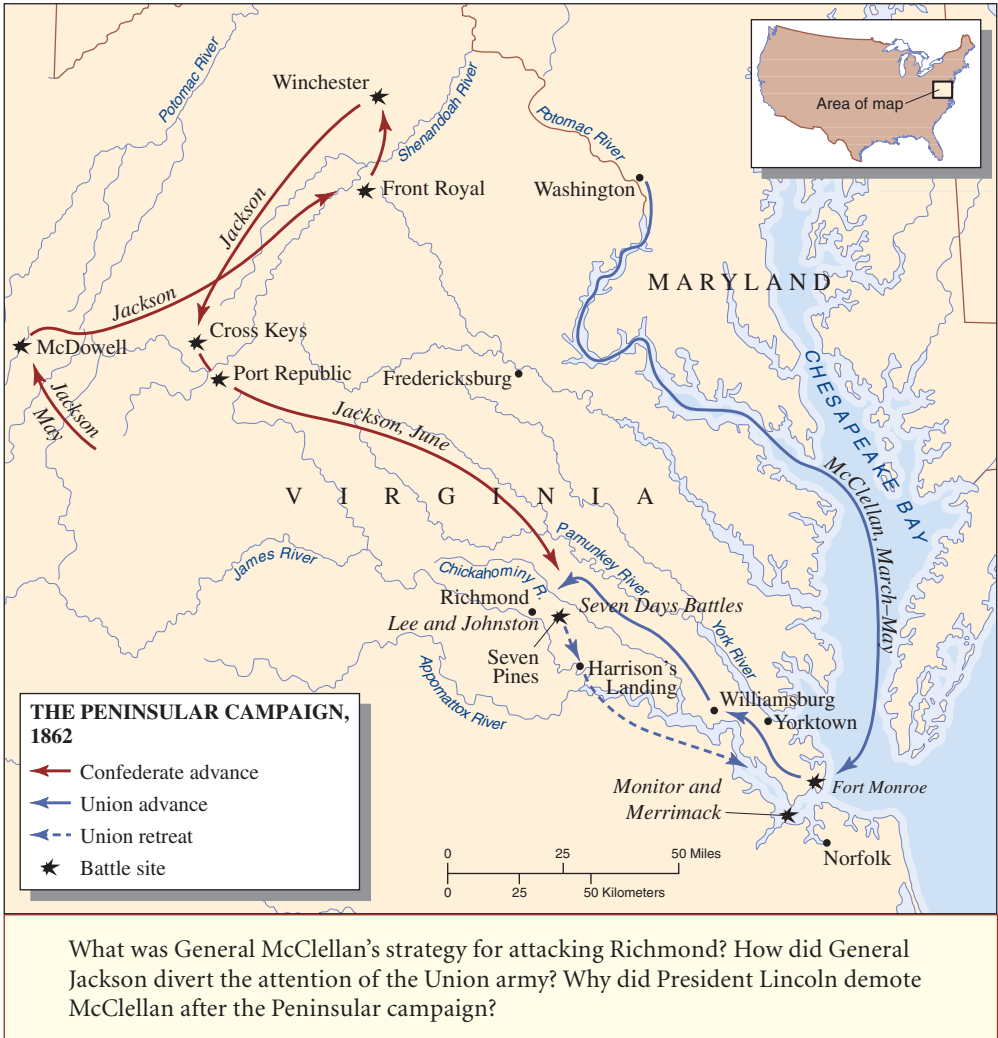 Potomac River
Winchester
Shenandoah River
Potomac River
Area of map
Front Royal
Washington
Jackson
MARYLAND
Jackson
Cross Keys
McDowell
Port Republic
Fredericksburg
CHESAPEAKE BAY
Jackson
May
Jackson, June
McClellan, March–May
VIRGINIA
James River
Pamunkey River
Chickahominy R.
Richmond
Seven Days Battles
Lee and Johnston
York River
Seven
Pines
Harrison's
Landing
Appomattox River
Williamsburg
Yorktown
Monitor and
Merrimack
Fort Monroe
Norfolk
THE PENINSULAR CAMPAIGN,
1862
Confederate advance
Union advance
Union retreat
Battle site
0 25 50 Miles
0 25 50 Kilometers
What was General McClellan's strategy for attacking Richmond? How did General
Jackson divert the attention of the Union army? Why did President Lincoln demote
McClellan after the Peninsular campaign?